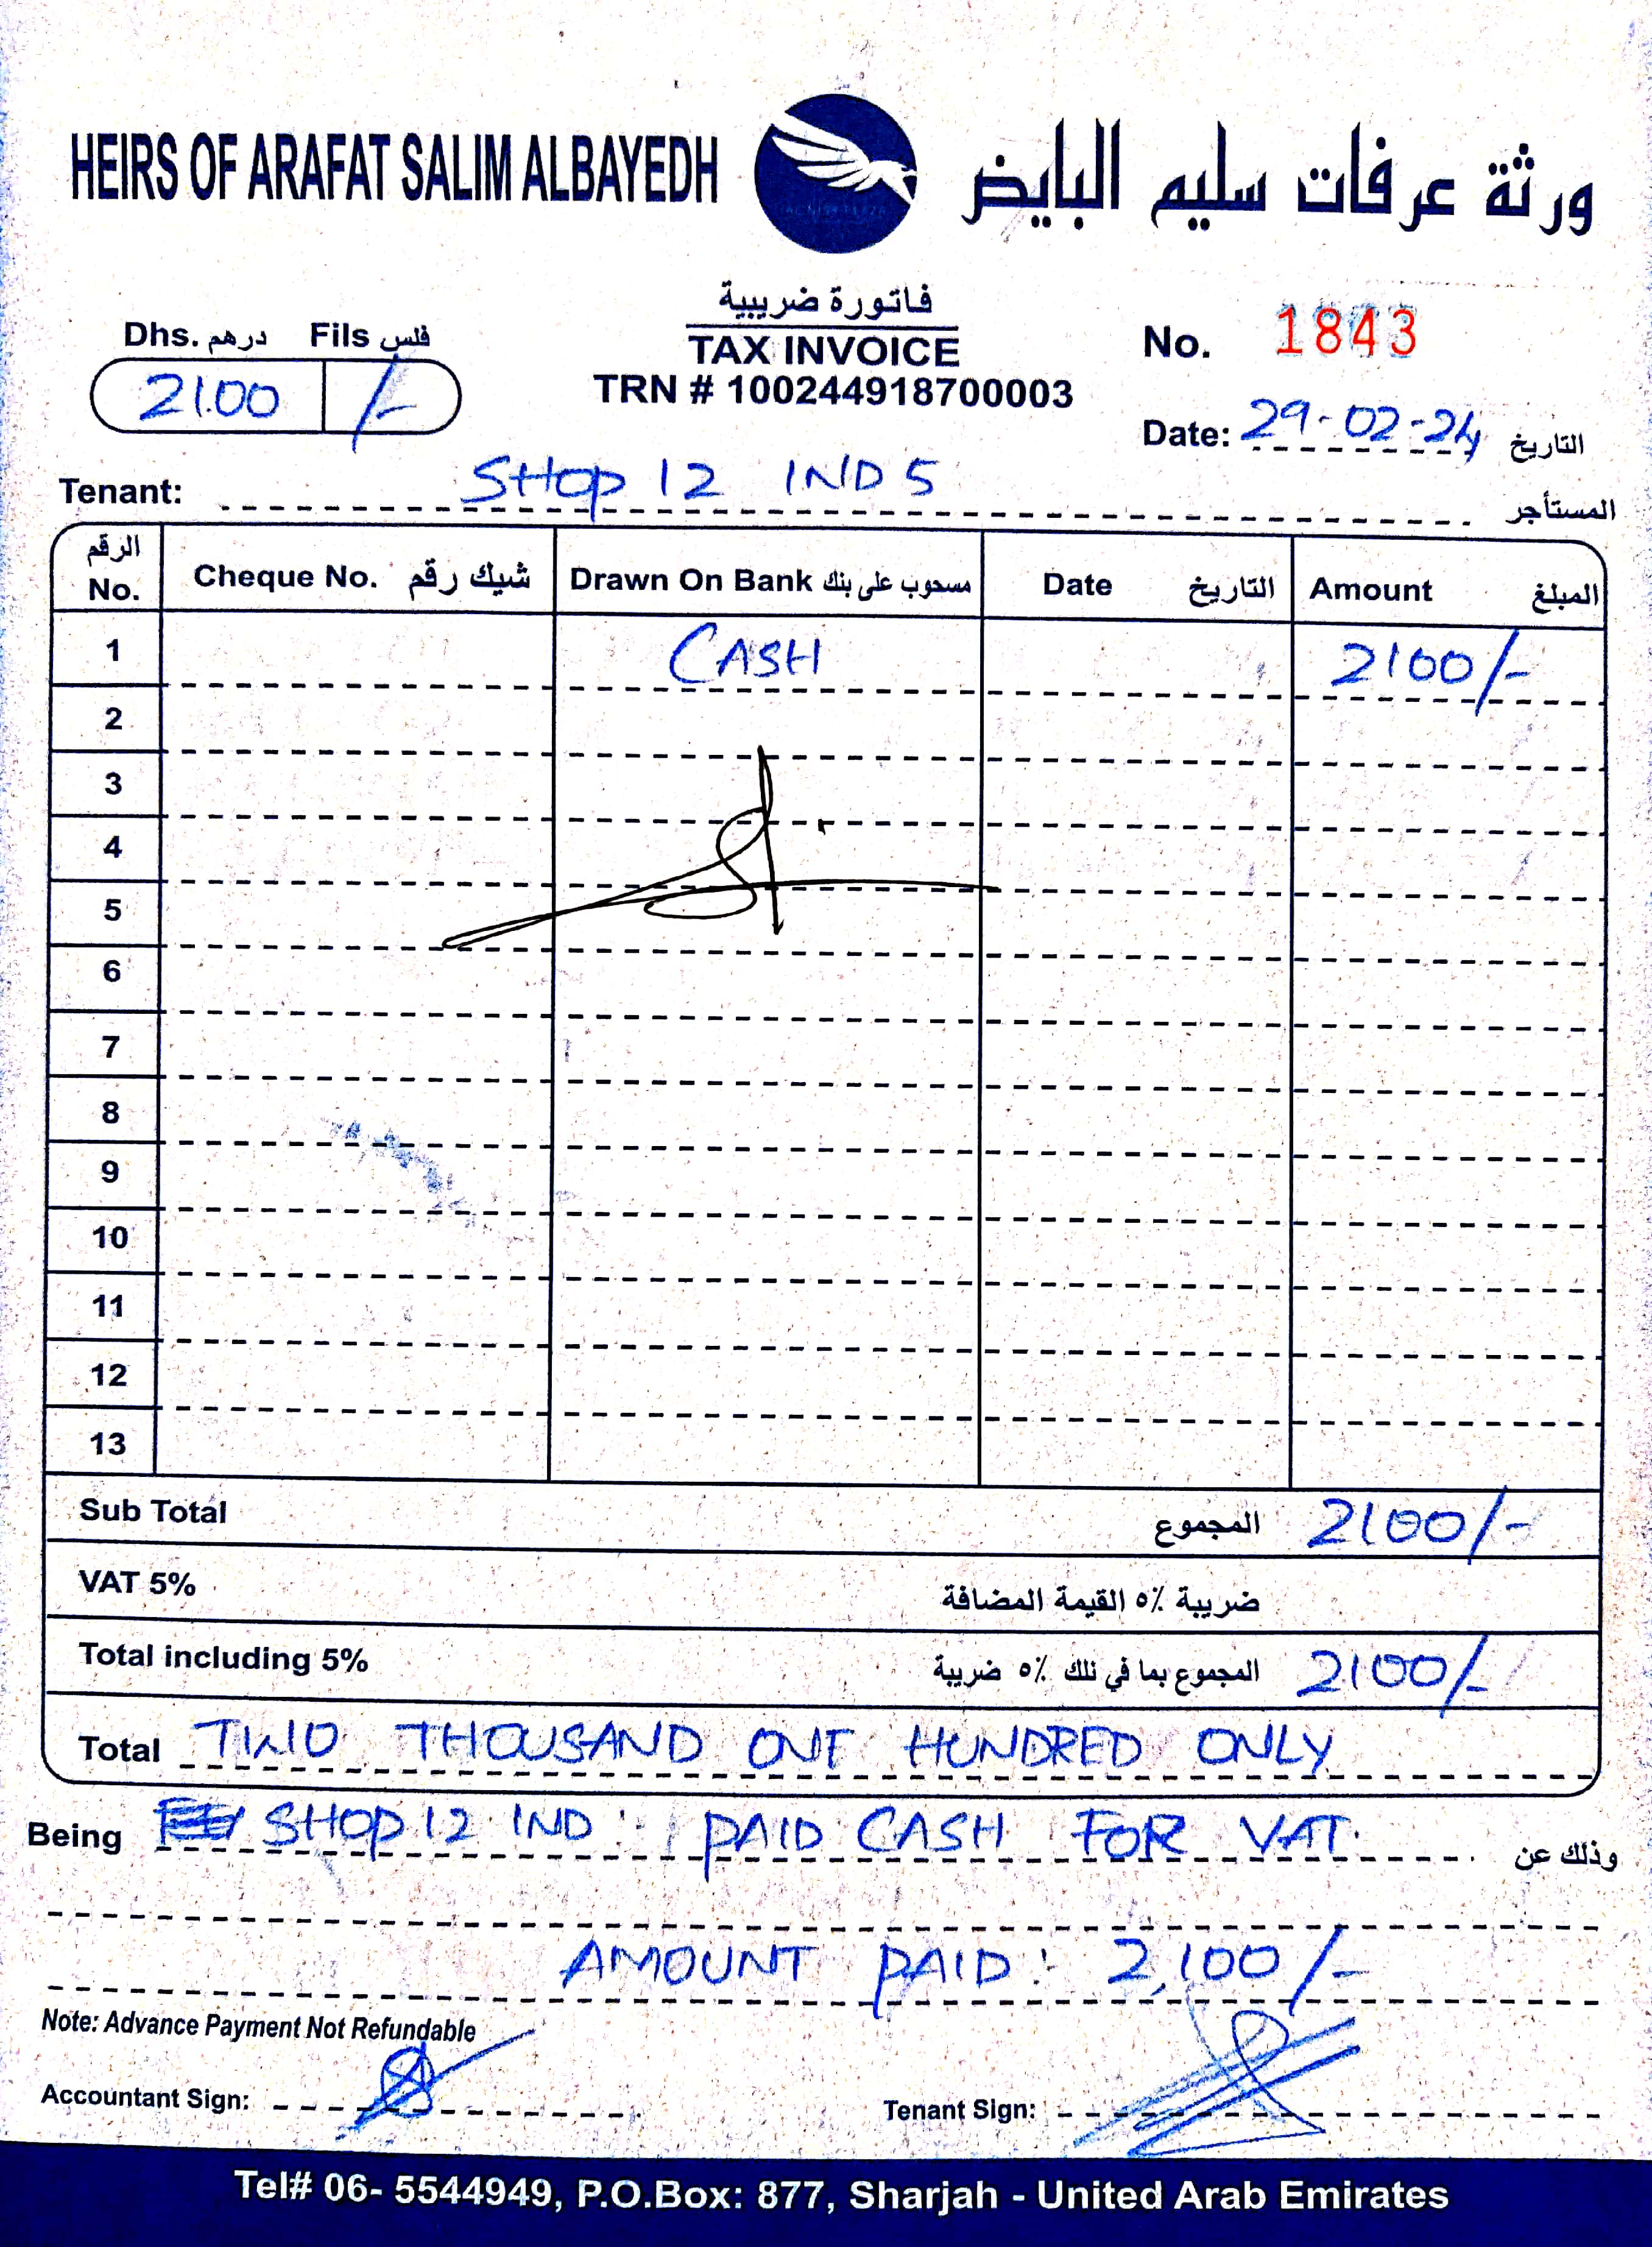 HEIRS OF ARAFAT SALIM ALBAYEDH ورثة عرفات سليم البايض
فاتورة ضريبية
TAX INVOICE
TRN # 100244918700003
Dhs. درهم Fils فلس
2100 /-
No. 1843
Date: 29-02-24 التاريخ
Tenant: SHOP 12 IND 5 المستأجر
الرقم No. Cheque No. شيك رقم Drawn On Bank مسحوب على بنك Date التاريخ Amount المبلغ
1 CASH 2100/-
2
3
4
5
6
7
8
9
10
11
12
13
Sub Total المجموع 2100/-
VAT 5% ضريبة ٥٪ القيمة المضافة
Total including 5% المجموع بما في ذلك ٥٪ ضريبة 2100/-
Total TWO THOUSAND ONE HUNDRED ONLY
Being SHOP 12 IND : PAID CASH FOR VAT. وذلك عن
AMOUNT PAID : 2,100/-
Note: Advance Payment Not Refundable
Accountant Sign: Tenant Sign:
Tel# 06- 5544949, P.O.Box: 877, Sharjah - United Arab Emirates